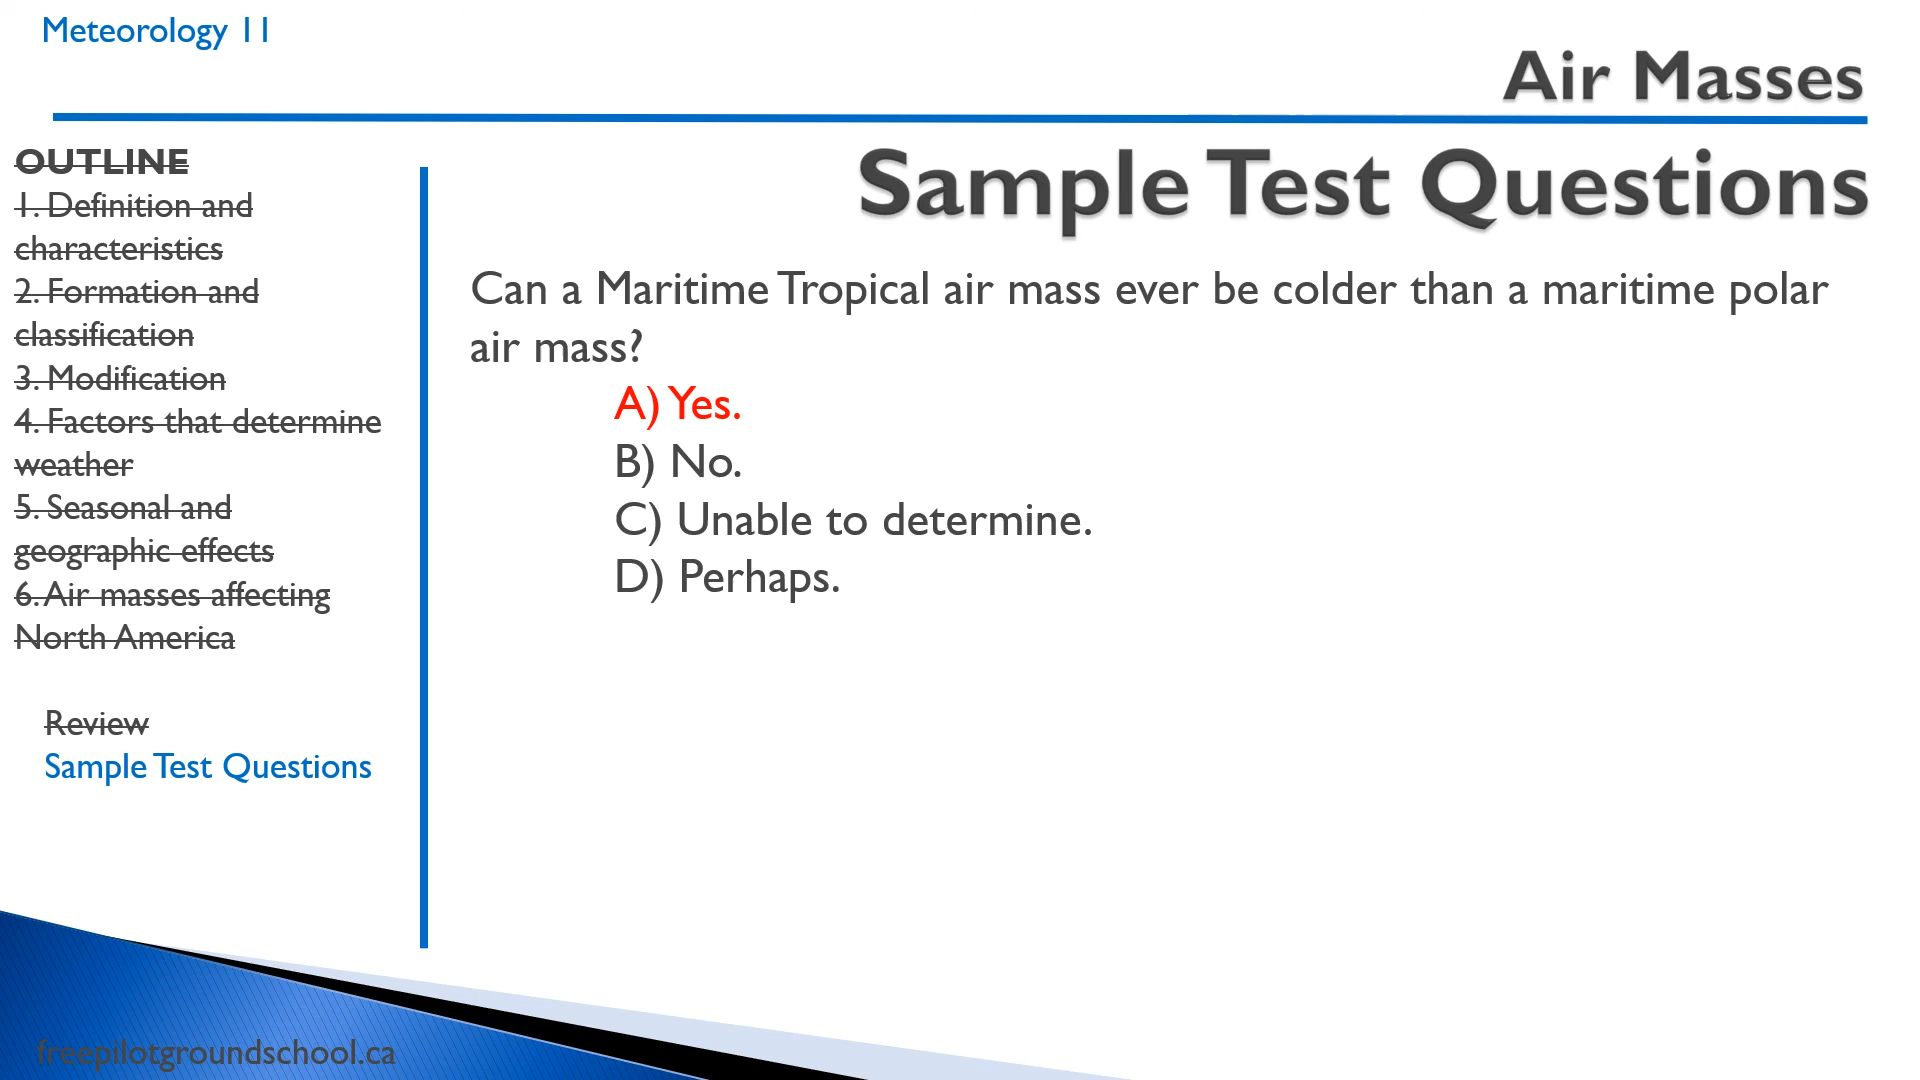 Meteorology 11
Air Masses
OUTLINE
1. Definition and
characteristics
2. Formation and
classification
3. Modification
4. Factors that determine
weather
5. Seasonal and
geographic effects
6. Air masses affecting
North America
Review
Sample Test Questions
Sample Test Questions
Can a Maritime Tropical air mass ever be colder than a maritime polar
air mass?
A) Yes.
B) No.
C) Unable to determine.
D) Perhaps.
freepilotgroundschool.ca